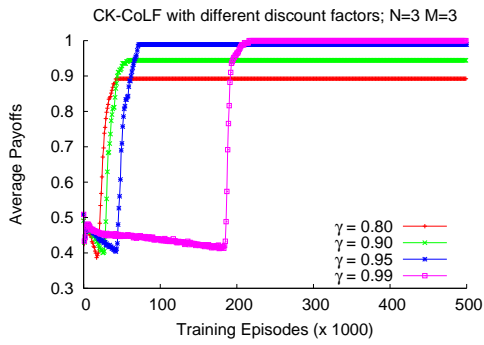 CK-CoLF with different discount factors; N=3 M=3
Average Payoffs
1.1
1
0.9
0.8
0.7
0.6
0.5
0.4
0.3
γ = 0.80
γ = 0.90
γ = 0.95
γ = 0.99
0 100 200 300 400 500
Training Episodes (x 1000)